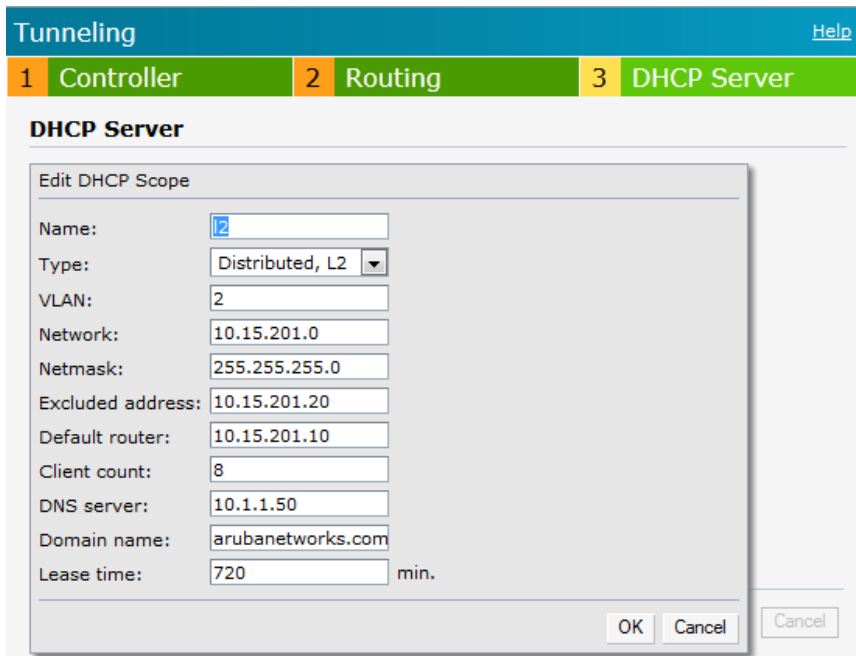 Tunneling Help
1 Controller 2 Routing 3 DHCP Server
DHCP Server
Edit DHCP Scope
Name: l2
Type: Distributed, L2
VLAN: 2
Network: 10.15.201.0
Netmask: 255.255.255.0
Excluded address: 10.15.201.20
Default router: 10.15.201.10
Client count: 8
DNS server: 10.1.1.50
Domain name: arubanetworks.com
Lease time: 720 min.
OK Cancel Cancel